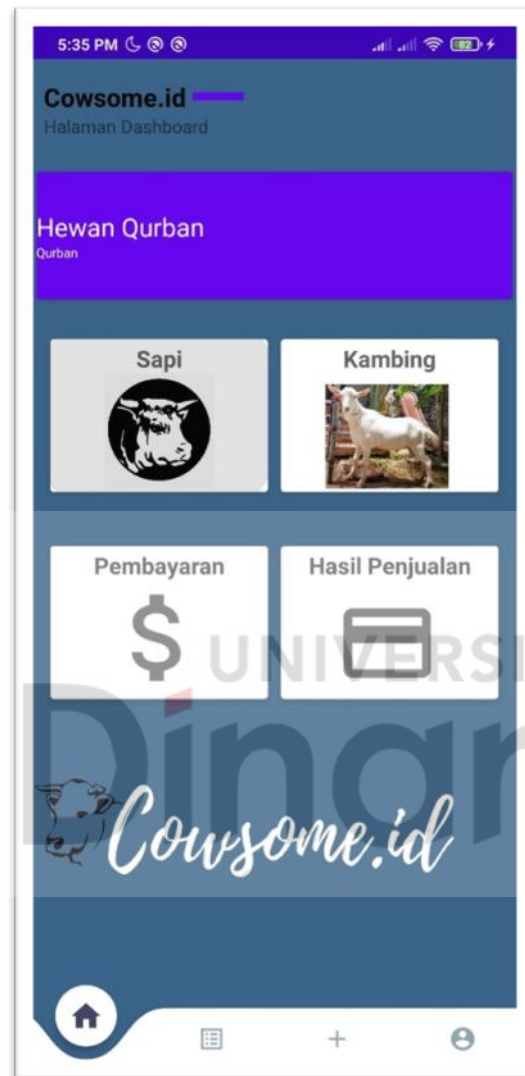 5:35 PM
82
Cowsome.id
Halaman Dashboard
Hewan Qurban
Qurban
Sapi
Kambing
Pembayaran
Hasil Penjualan
$
UNIVERSI
Dinar
Cowsome.id